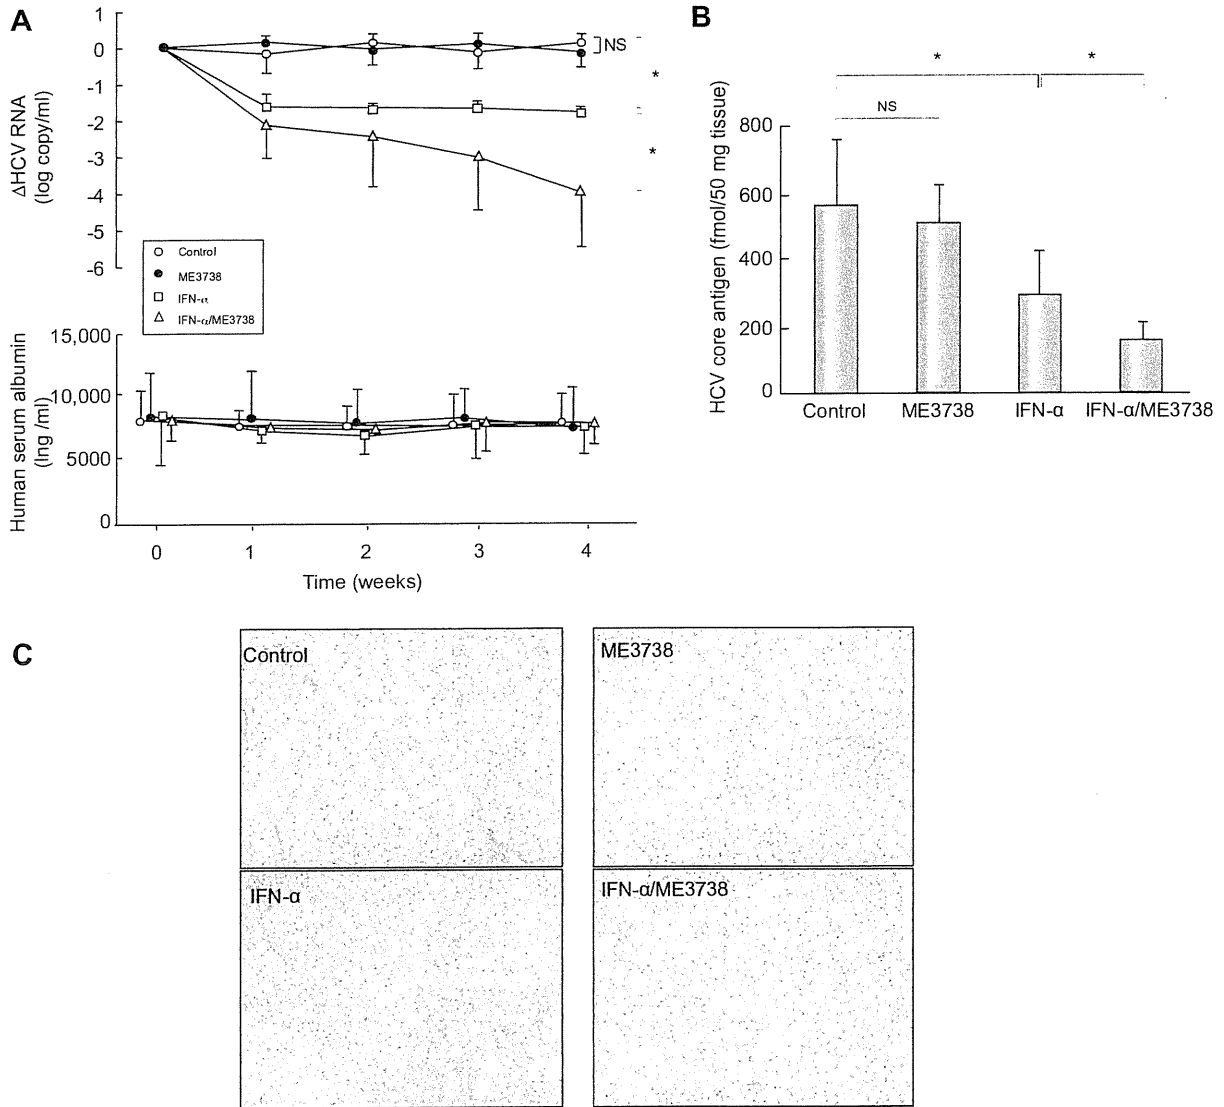 A
1
0
-1
-2
-3
-4
-5
-6
ΔHCV RNA
(log copy/ml)
NS
*
*
Control
ME3738
IFN-α
IFN-α/ME3738
15,000
10,000
5000
0
Human serum albumin
(lng /ml)
0 1 2 3 4
Time (weeks)
B
* *
NS
800
600
400
200
0
HCV core antigen (fmol/50 mg tissue)
Control ME3738 IFN-α IFN-α/ME3738
C
Control
ME3738
IFN-α
IFN-α/ME3738